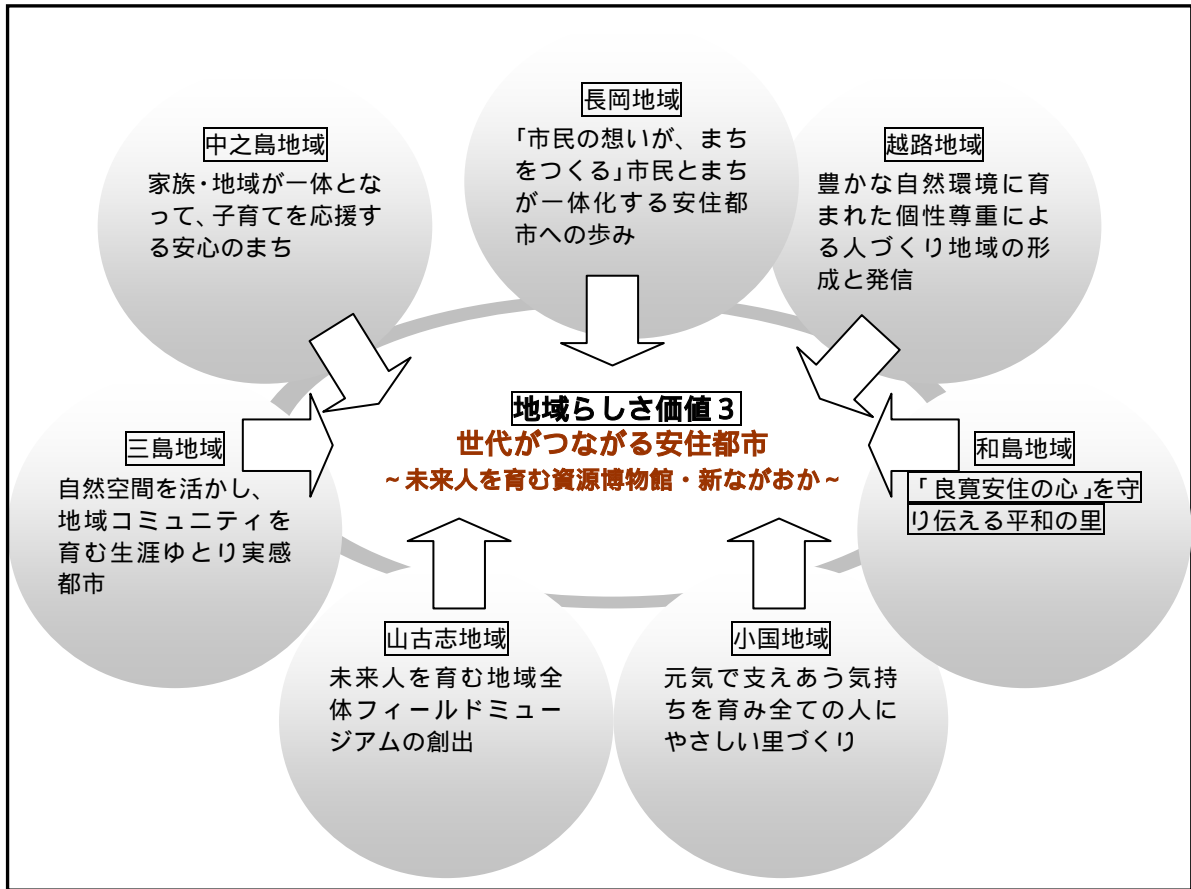 長岡地域
「市民の想いが、まち
をつくる」市民とまち
が一体化する安住都
市への歩み
中之島地域
家族・地域が一体とな
って、子育てを応援す
る安心のまち
越路地域
豊かな自然環境に育
まれた個性尊重によ
る人づくり地域の形
成と発信
地域らしさ価値3
世代がつながる安住都市
~未来人を育む資源博物館・新ながおか~
三島地域
自然空間を活かし、
地域コミュニティを
育む生涯ゆとり実感
都市
和島地域
「良寛安住の心」を守
り伝える平和の里
山古志地域
未来人を育む地域全
体フィールドミュー
ジアムの創出
小国地域
元気で支えあう気持
ちを育み全ての人に
やさしい里づくり